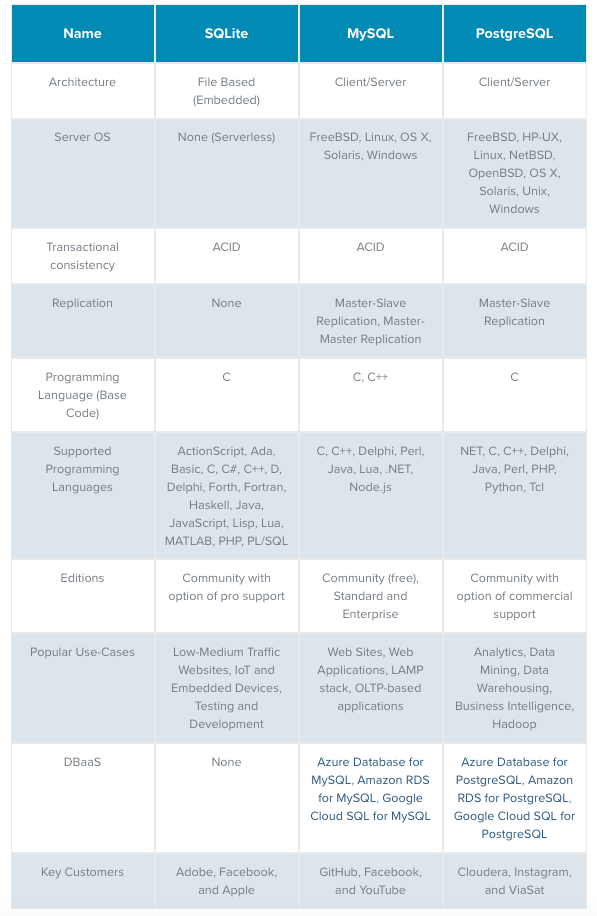 Name SQLite MySQL PostgreSQL
Architecture File Based Client/Server Client/Server
(Embedded)
Server OS None (Serverless) FreeBSD, Linux, OS X, FreeBSD, HP-UX,
Solaris, Windows Linux, NetBSD,
OpenBSD, OS X,
Solaris, Unix,
Windows
Transactional ACID ACID ACID
consistency
Replication None Master-Slave Master-Slave
Replication, Master- Replication
Master Replication
Programming C C, C++ C
Language (Base
Code)
Supported ActionScript, Ada, C, C++, Delphi, Perl, NET, C, C++, Delphi,
Programming Basic, C, C#, C++, D, Java, Lua, .NET, Java, Perl, PHP,
Languages Delphi, Forth, Fortran, Node.js Python, Tcl
Haskell, Java,
JavaScript, Lisp, Lua,
MATLAB, PHP, PL/SQL
Editions Community with Community (free), Community with
option of pro support Standard and option of commercial
Enterprise support
Popular Use-Cases Low-Medium Traffic Web Sites, Web Analytics, Data
Websites, IoT and Applications, LAMP Mining, Data
Embedded Devices, stack, OLTP-based Warehousing,
Testing and applications Business Intelligence,
Development Hadoop
DBaaS None Azure Database for Azure Database for
MySQL, Amazon RDS PostgreSQL, Amazon
for MySQL, Google RDS for PostgreSQL,
Cloud SQL for MySQL Google Cloud SQL for
PostgreSQL
Key Customers Adobe, Facebook, GitHub, Facebook, Cloudera, Instagram,
and Apple and YouTube and ViaSat